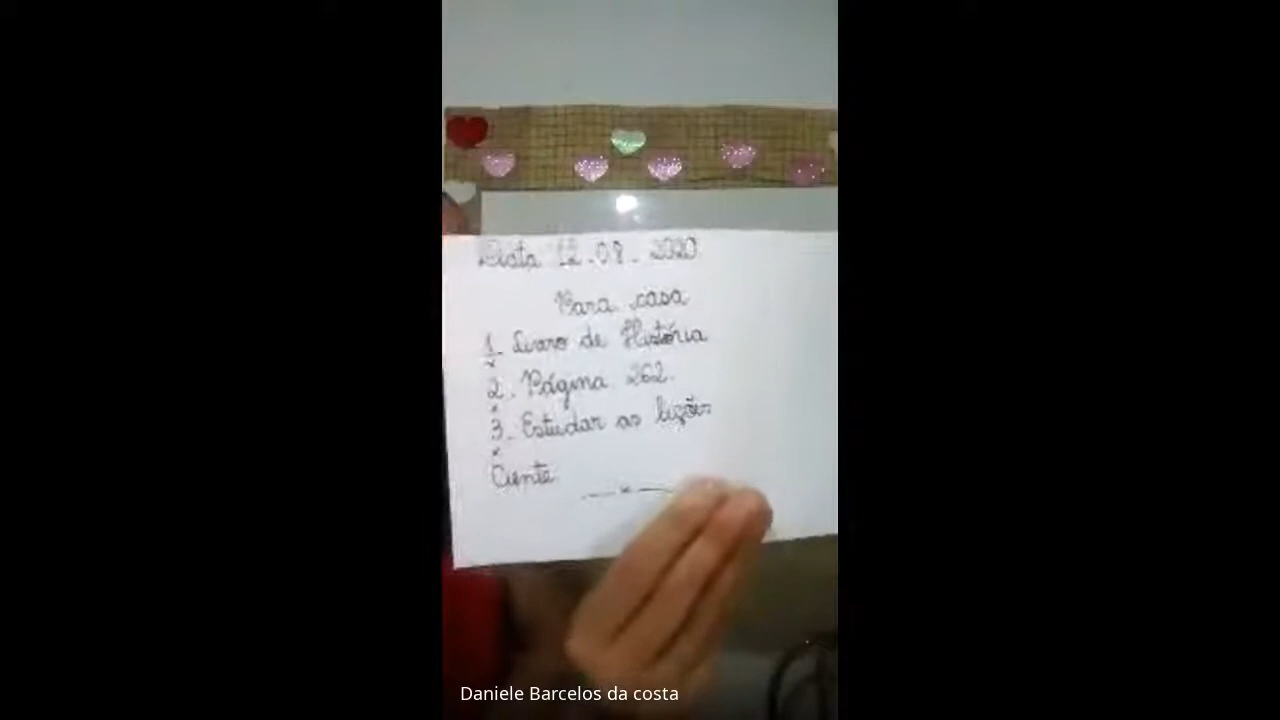 Data 12.08.2020
Para casa
1. Livro de História
2. Página 262.
3. Estudar as lições
Ciente
Daniele Barcelos da costa